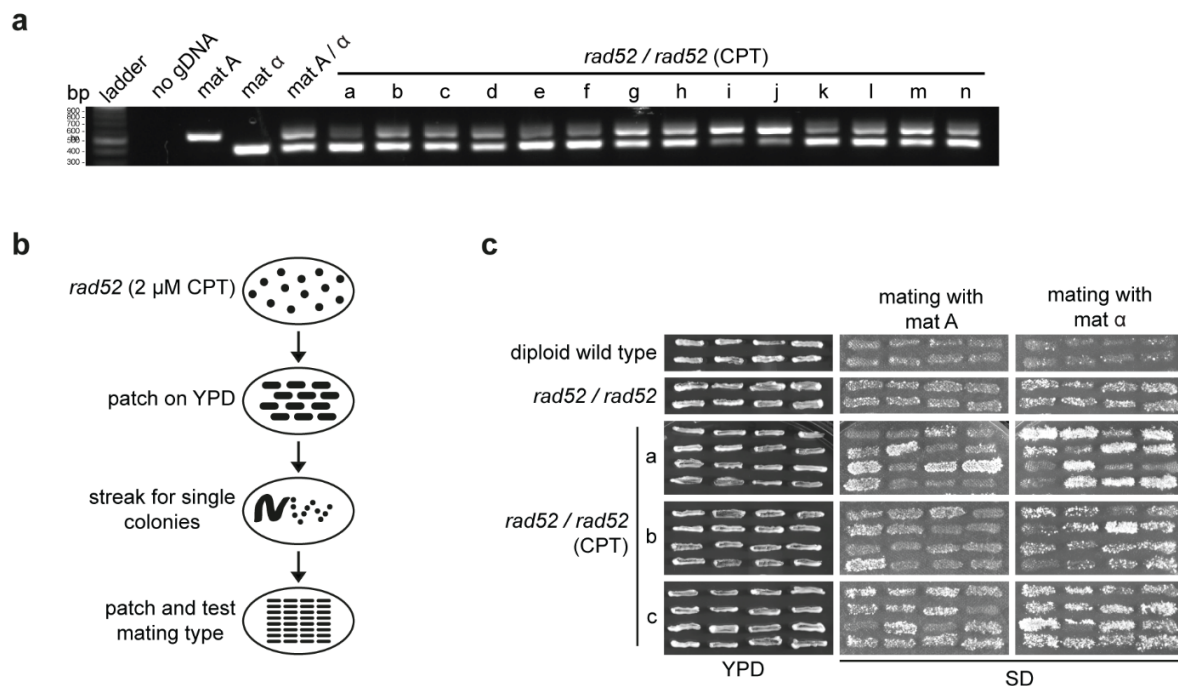 a
bp
ladder
no gDNA
mat A
mat α
mat A / α
rad52 / rad52 (CPT)
a b c d e f g h i j k l m n
900
800
700
600
500
400
300
b
rad52 (2 μM CPT)
patch on YPD
streak for single
colonies
patch and test
mating type
c
mating with
mat A
mating with
mat α
diploid wild type
rad52 / rad52
rad52 / rad52
(CPT)
a
b
c
YPD
SD